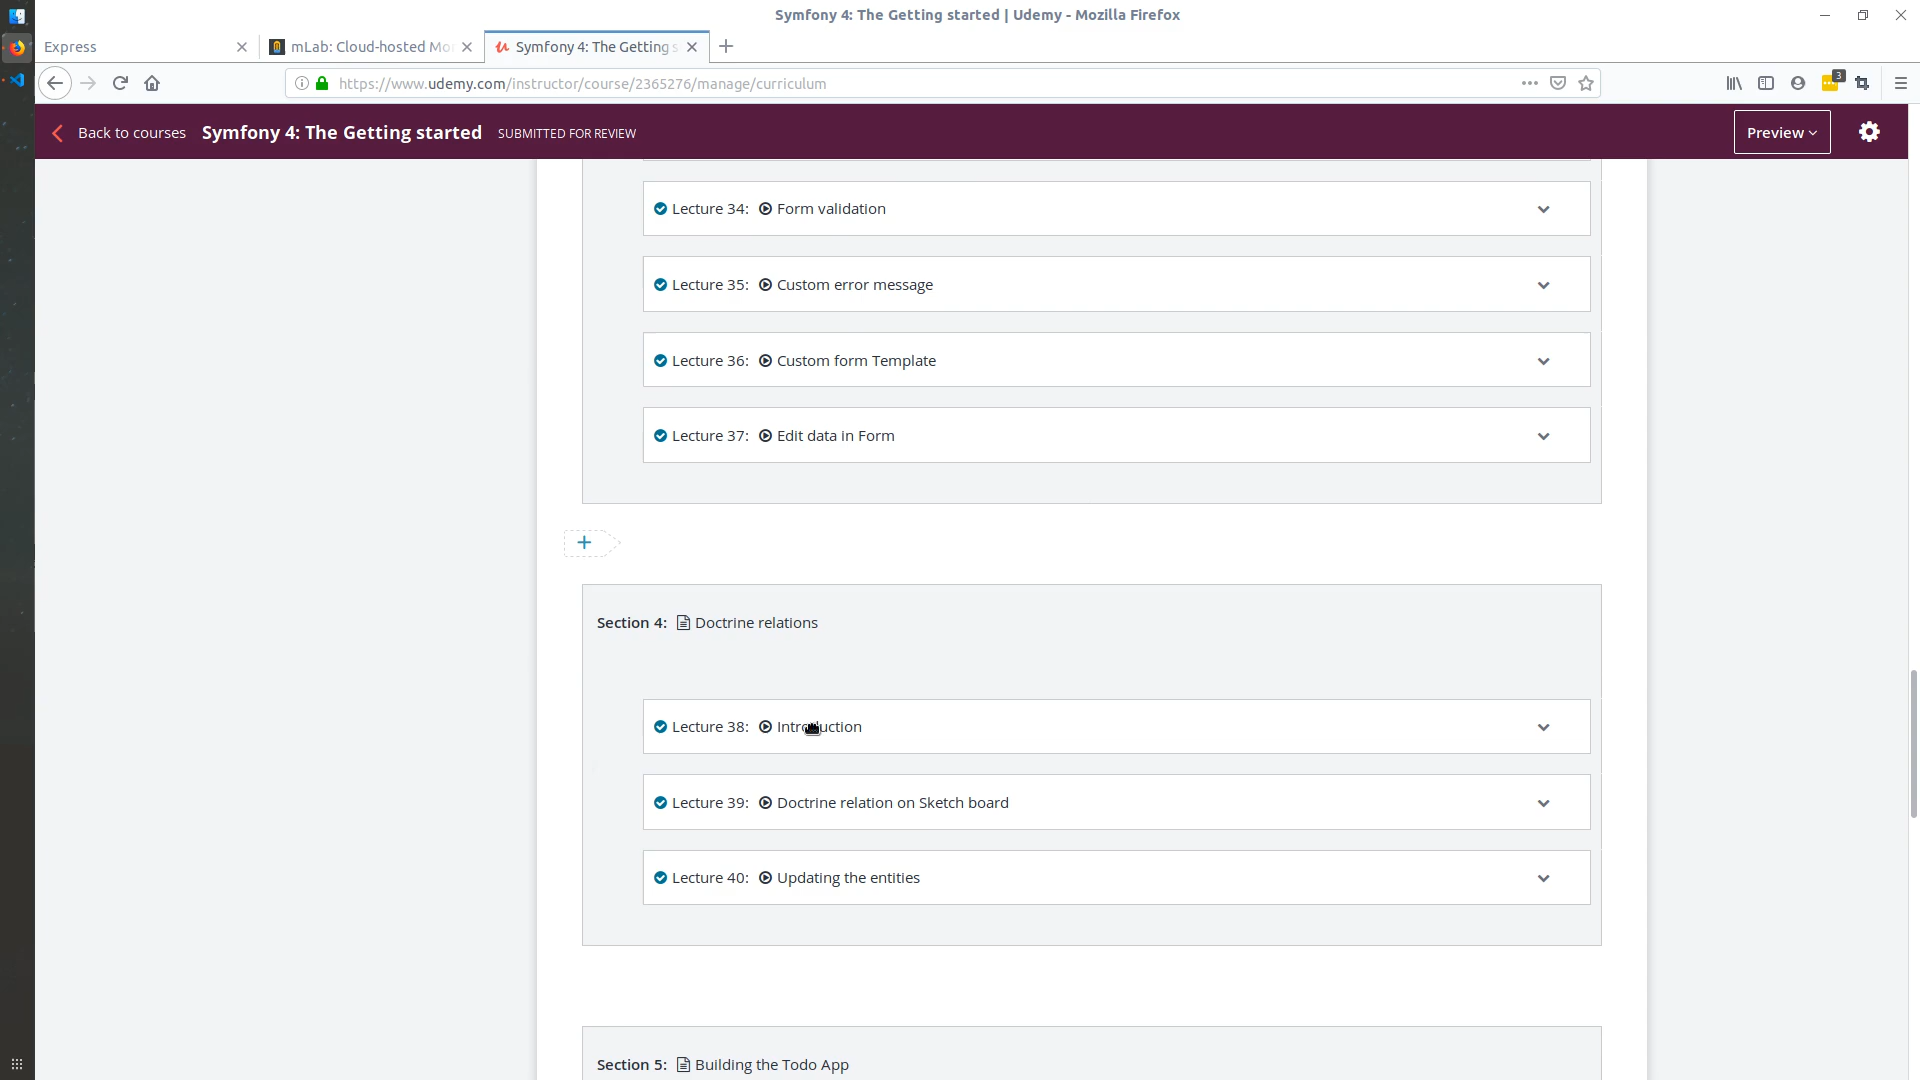 Symfony 4: The Getting started | Udemy - Mozilla Firefox
Express
mLab: Cloud-hosted Mo
Symfony 4: The Getting s
https://www.udemy.com/instructor/course/2365276/manage/curriculum
3
Back to courses
Symfony 4: The Getting started
SUBMITTED FOR REVIEW
Preview
Lecture 34: Form validation
Lecture 35: Custom error message
Lecture 36: Custom form Template
Lecture 37: Edit data in Form
Section 4: Doctrine relations
Lecture 38: Introduction
Lecture 39: Doctrine relation on Sketch board
Lecture 40: Updating the entities
Section 5: Building the Todo App